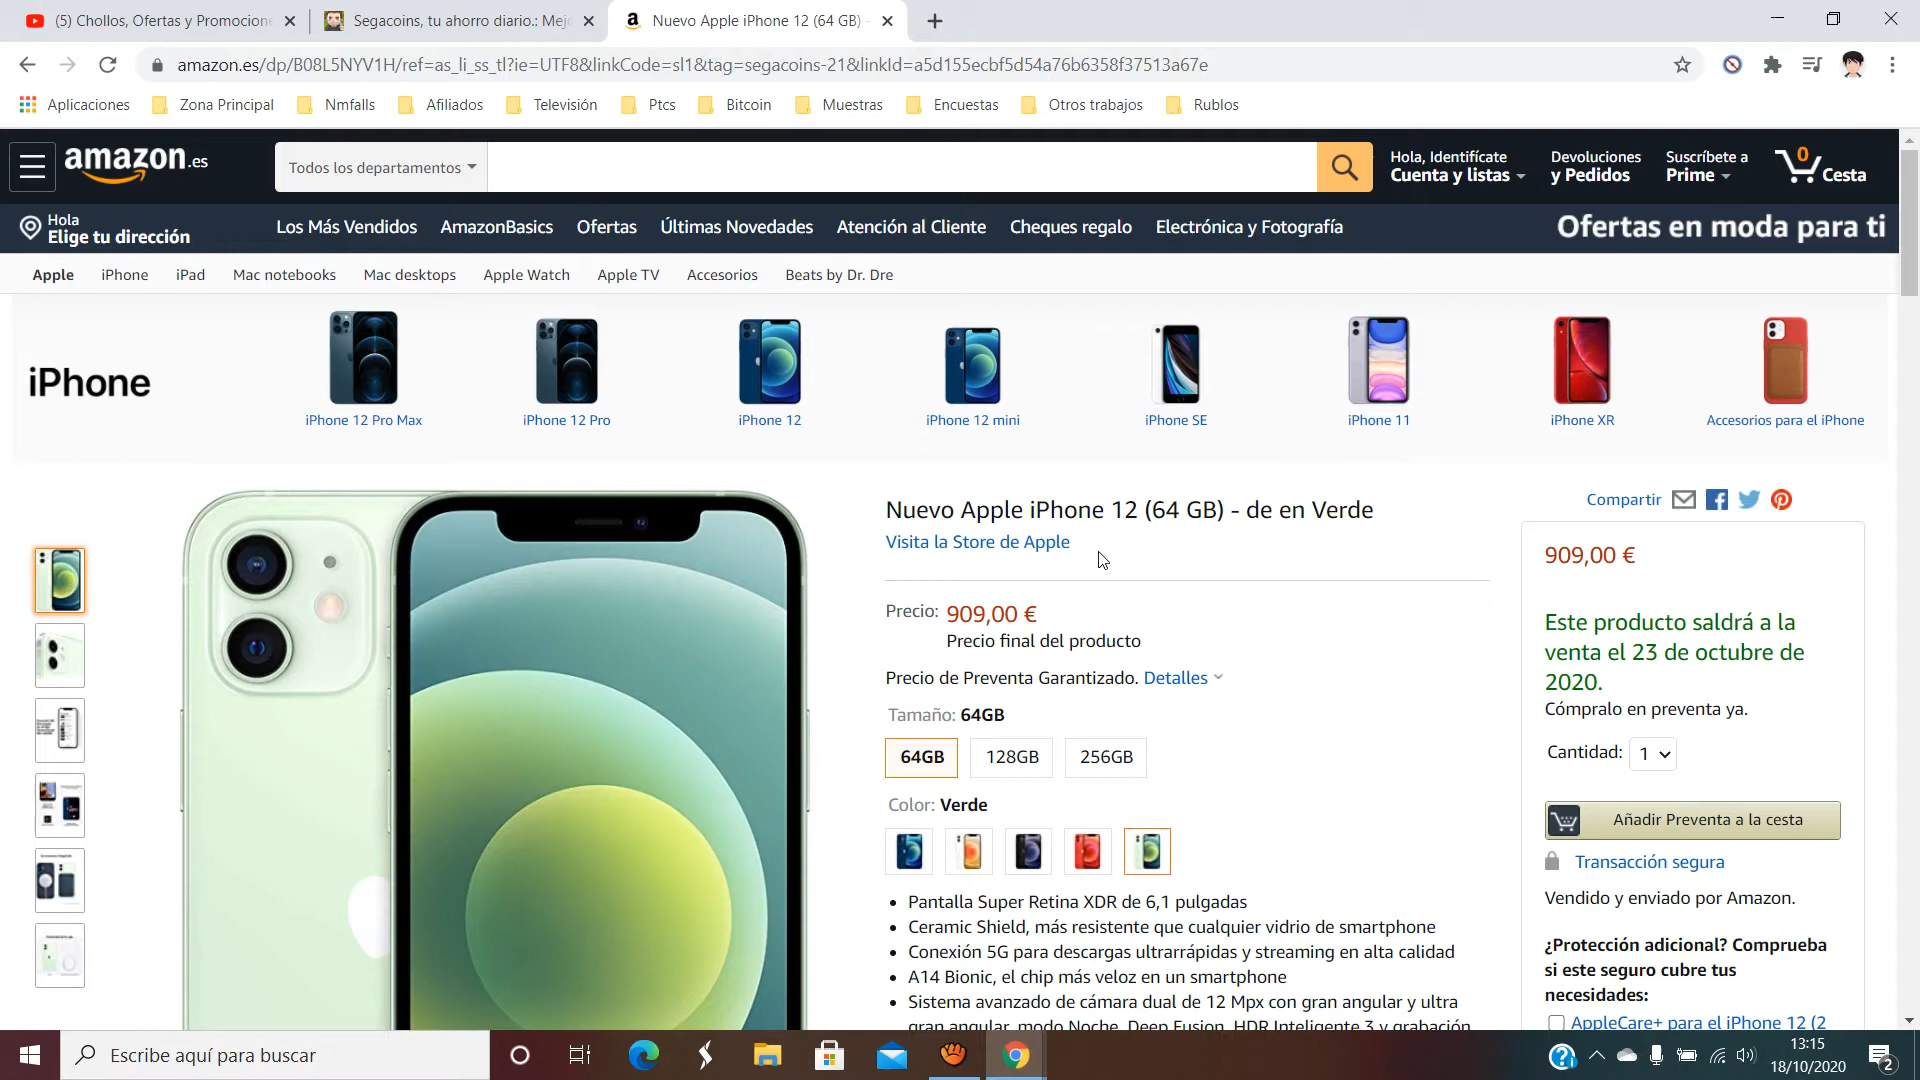 (5) Chollos, Ofertas y Promocione
Segacoins, tu ahorro diario.: Mejo
Nuevo Apple iPhone 12 (64 GB) -
amazon.es/dp/B08L5NYV1H/ref=as_li_ss_tl?ie=UTF8&linkCode=sl1&tag=segacoins-21&linkId=a5d155ecbf5d54a76b6358f37513a67e
Aplicaciones Zona Principal Nmfalls Afiliados Televisión Ptcs Bitcoin Muestras Encuestas Otros trabajos Rublos
amazon.es
Todos los departamentos
Hola, Identifícate
Cuenta y listas
Devoluciones
y Pedidos
Suscríbete a
Prime
0
Cesta
Hola
Elige tu dirección
Los Más Vendidos AmazonBasics Ofertas Últimas Novedades Atención al Cliente Cheques regalo Electrónica y Fotografía
Ofertas en moda para ti
Apple iPhone iPad Mac notebooks Mac desktops Apple Watch Apple TV Accesorios Beats by Dr. Dre
iPhone
iPhone 12 Pro Max iPhone 12 Pro iPhone 12 iPhone 12 mini iPhone SE iPhone 11 iPhone XR Accesorios para el iPhone
Nuevo Apple iPhone 12 (64 GB) - de en Verde
Visita la Store de Apple
Precio: 909,00 €
Precio final del producto
Precio de Preventa Garantizado. Detalles
Tamaño: 64GB
64GB 128GB 256GB
Color: Verde
• Pantalla Super Retina XDR de 6,1 pulgadas
• Ceramic Shield, más resistente que cualquier vidrio de smartphone
• Conexión 5G para descargas ultrarrápidas y streaming en alta calidad
• A14 Bionic, el chip más veloz en un smartphone
• Sistema avanzado de cámara dual de 12 Mpx con gran angular y ultra
gran angular, modo Noche, Deep Fusion, HDR Inteligente 3 y grabación
Compartir
909,00 €
Este producto saldrá a la
venta el 23 de octubre de
2020.
Cómpralo en preventa ya.
Cantidad: 1
Añadir Preventa a la cesta
Transacción segura
Vendido y enviado por Amazon.
¿Protección adicional? Comprueba
si este seguro cubre tus
necesidades:
AppleCare+ para el iPhone 12 (2
Escribe aquí para buscar
13:15
18/10/2020
2